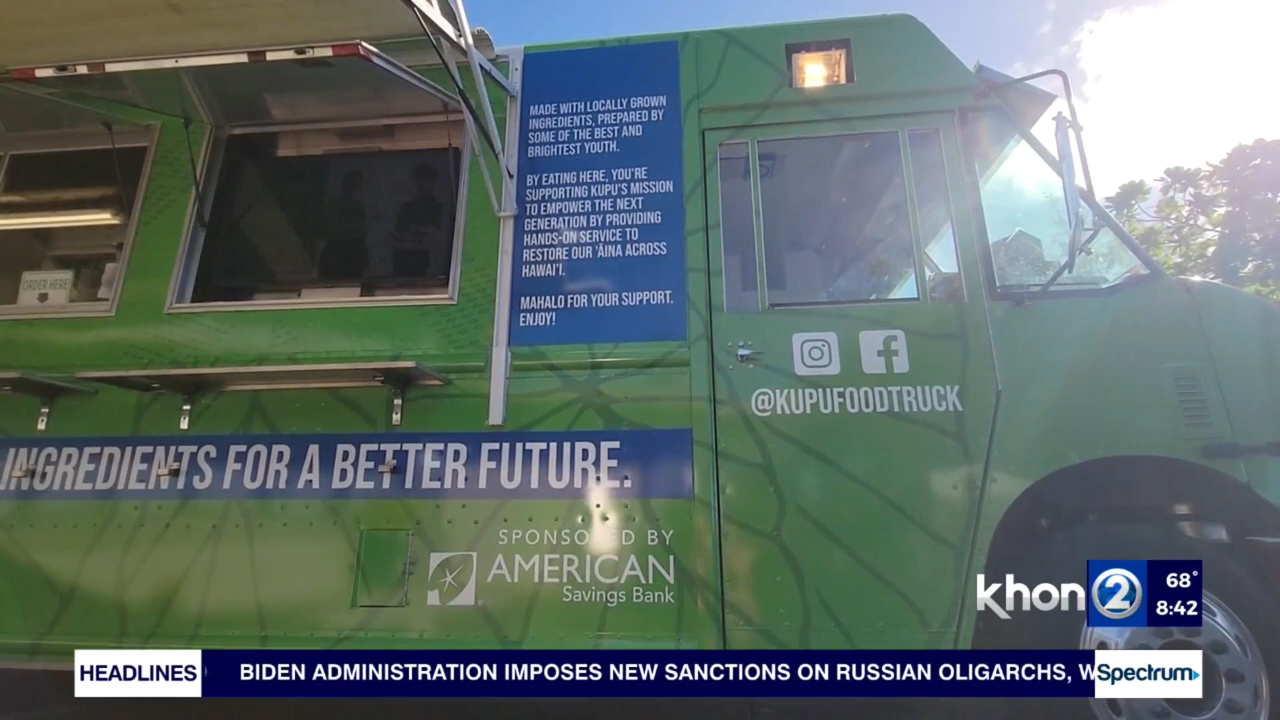 MADE WITH LOCALLY GROWN
INGREDIENTS, PREPARED BY
SOME OF THE BEST AND
BRIGHTEST YOUTH.
BY EATING HERE, YOU'RE
SUPPORTING KUPU'S MISSION
TO EMPOWER THE NEXT
GENERATION BY PROVIDING
HANDS-ON SERVICE TO
RESTORE OUR 'ĀINA ACROSS
HAWAI'I.
MAHALO FOR YOUR SUPPORT.
ENJOY!
ORDER HERE
@KUPUFOODTRUCK
INGREDIENTS FOR A BETTER FUTURE.
SPONSORED BY
AMERICAN
Savings Bank
khon 2
68°
8:42
HEADLINES
BIDEN ADMINISTRATION IMPOSES NEW SANCTIONS ON RUSSIAN OLIGARCHS, W
Spectrum